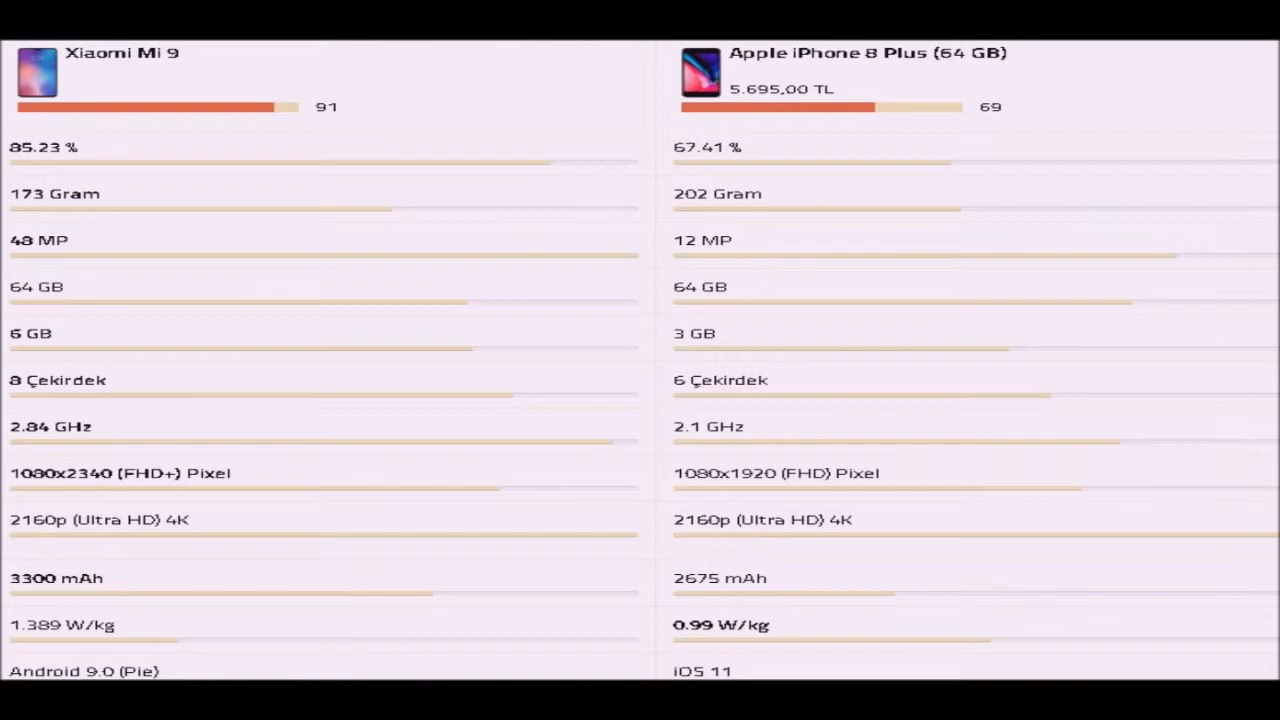 Xiaomi Mi 9
91
Apple iPhone 8 Plus (64 GB)
5.695,00 TL
69
85.23 %
67.41 %
173 Gram
202 Gram
48 MP
12 MP
64 GB
64 GB
6 GB
3 GB
8 Çekirdek
6 Çekirdek
2.84 GHz
2.1 GHz
1080x2340 (FHD+) Pixel
1080x1920 (FHD) Pixel
2160p (Ultra HD) 4K
2160p (Ultra HD) 4K
3300 mAh
2675 mAh
1.389 W/kg
0.99 W/kg
Android 9.0 (Pie)
iOS 11